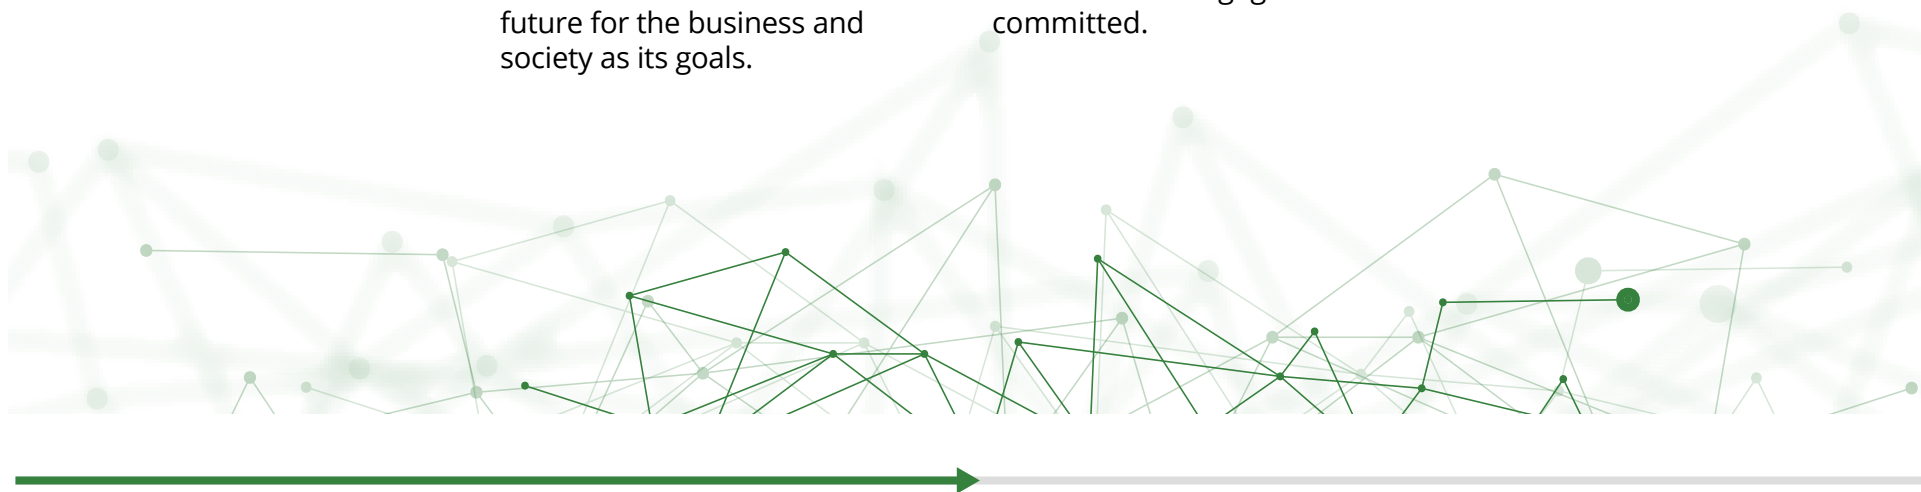 future for the business and
society as its goals.
committed.